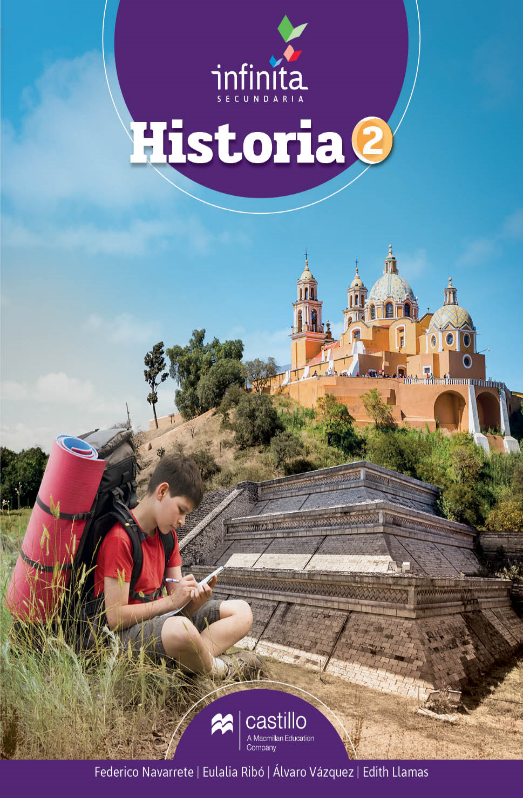 infinita
SECUNDARIA
Historia 2
castillo
A Macmillan Education
Company
Federico Navarrete | Eulalia Ribó | Álvaro Vázquez | Edith Llamas